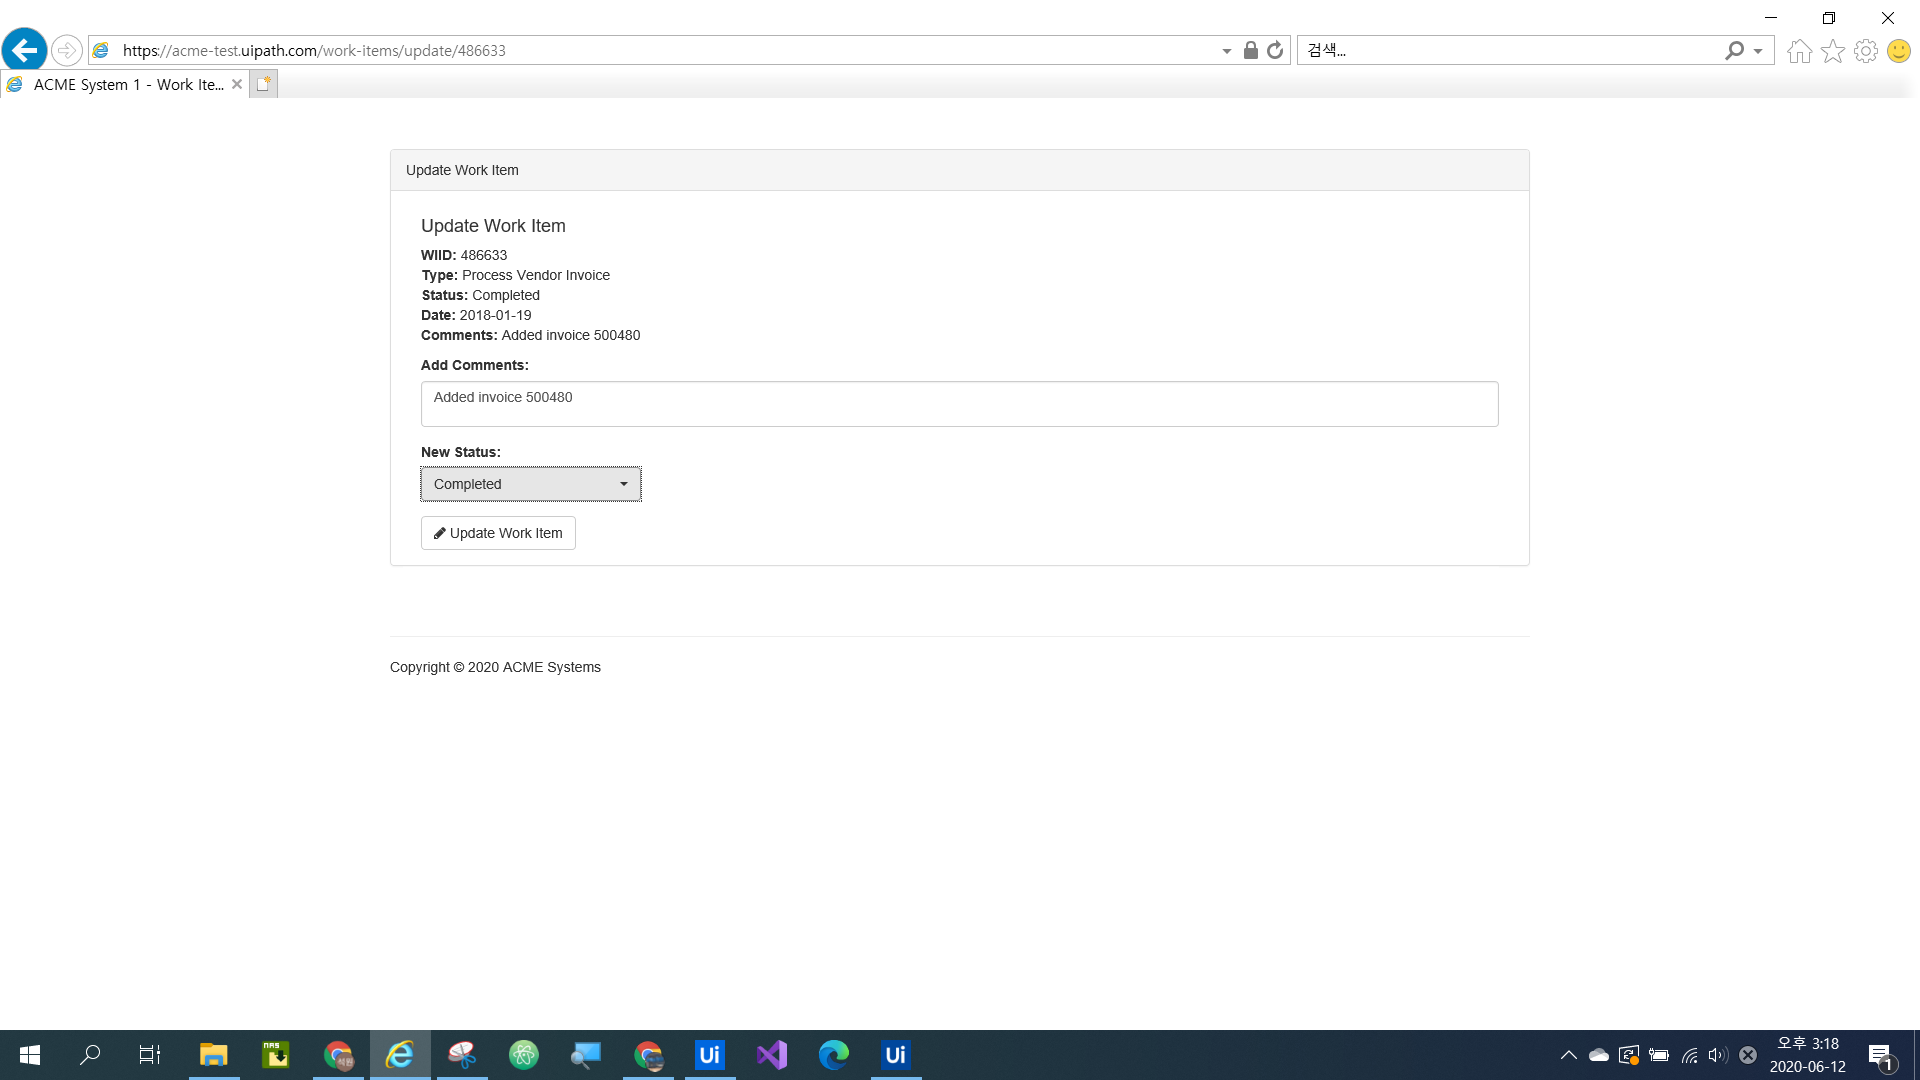 https://acme-test.uipath.com/work-items/update/486633
검색...
ACME System 1 - Work Ite...
Update Work Item
Update Work Item
WIID: 486633
Type: Process Vendor Invoice
Status: Completed
Date: 2018-01-19
Comments: Added invoice 500480
Add Comments:
Added invoice 500480
New Status:
Completed
Update Work Item
Copyright © 2020 ACME Systems
NAS
Ui
Ui
오후 3:18
2020-06-12
1